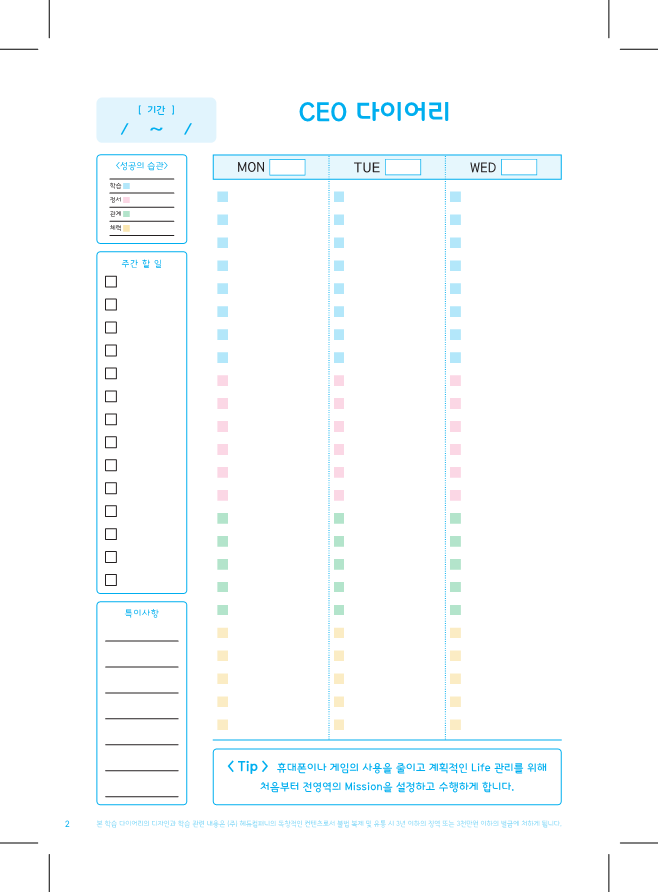 [ 기간 ]
/ ~ /
CEO 다이어리
<성공의 습관>
학습
정서
관계
체력
주간 할 일
특이사항
MON TUE WED
< Tip > 휴대폰이나 게임의 사용을 줄이고 계획적인 Life 관리를 위해
처음부터 전영역의 Mission을 설정하고 수행하게 합니다.
2 본 학습 다이어리의 디자인과 학습 관련 내용은 (주) 에듀컴퍼니의 독창적인 컨텐츠로서 불법 복제 및 유통 시 3년 이하의 징역 또는 3천만원 이하의 벌금에 처하게 됩니다.